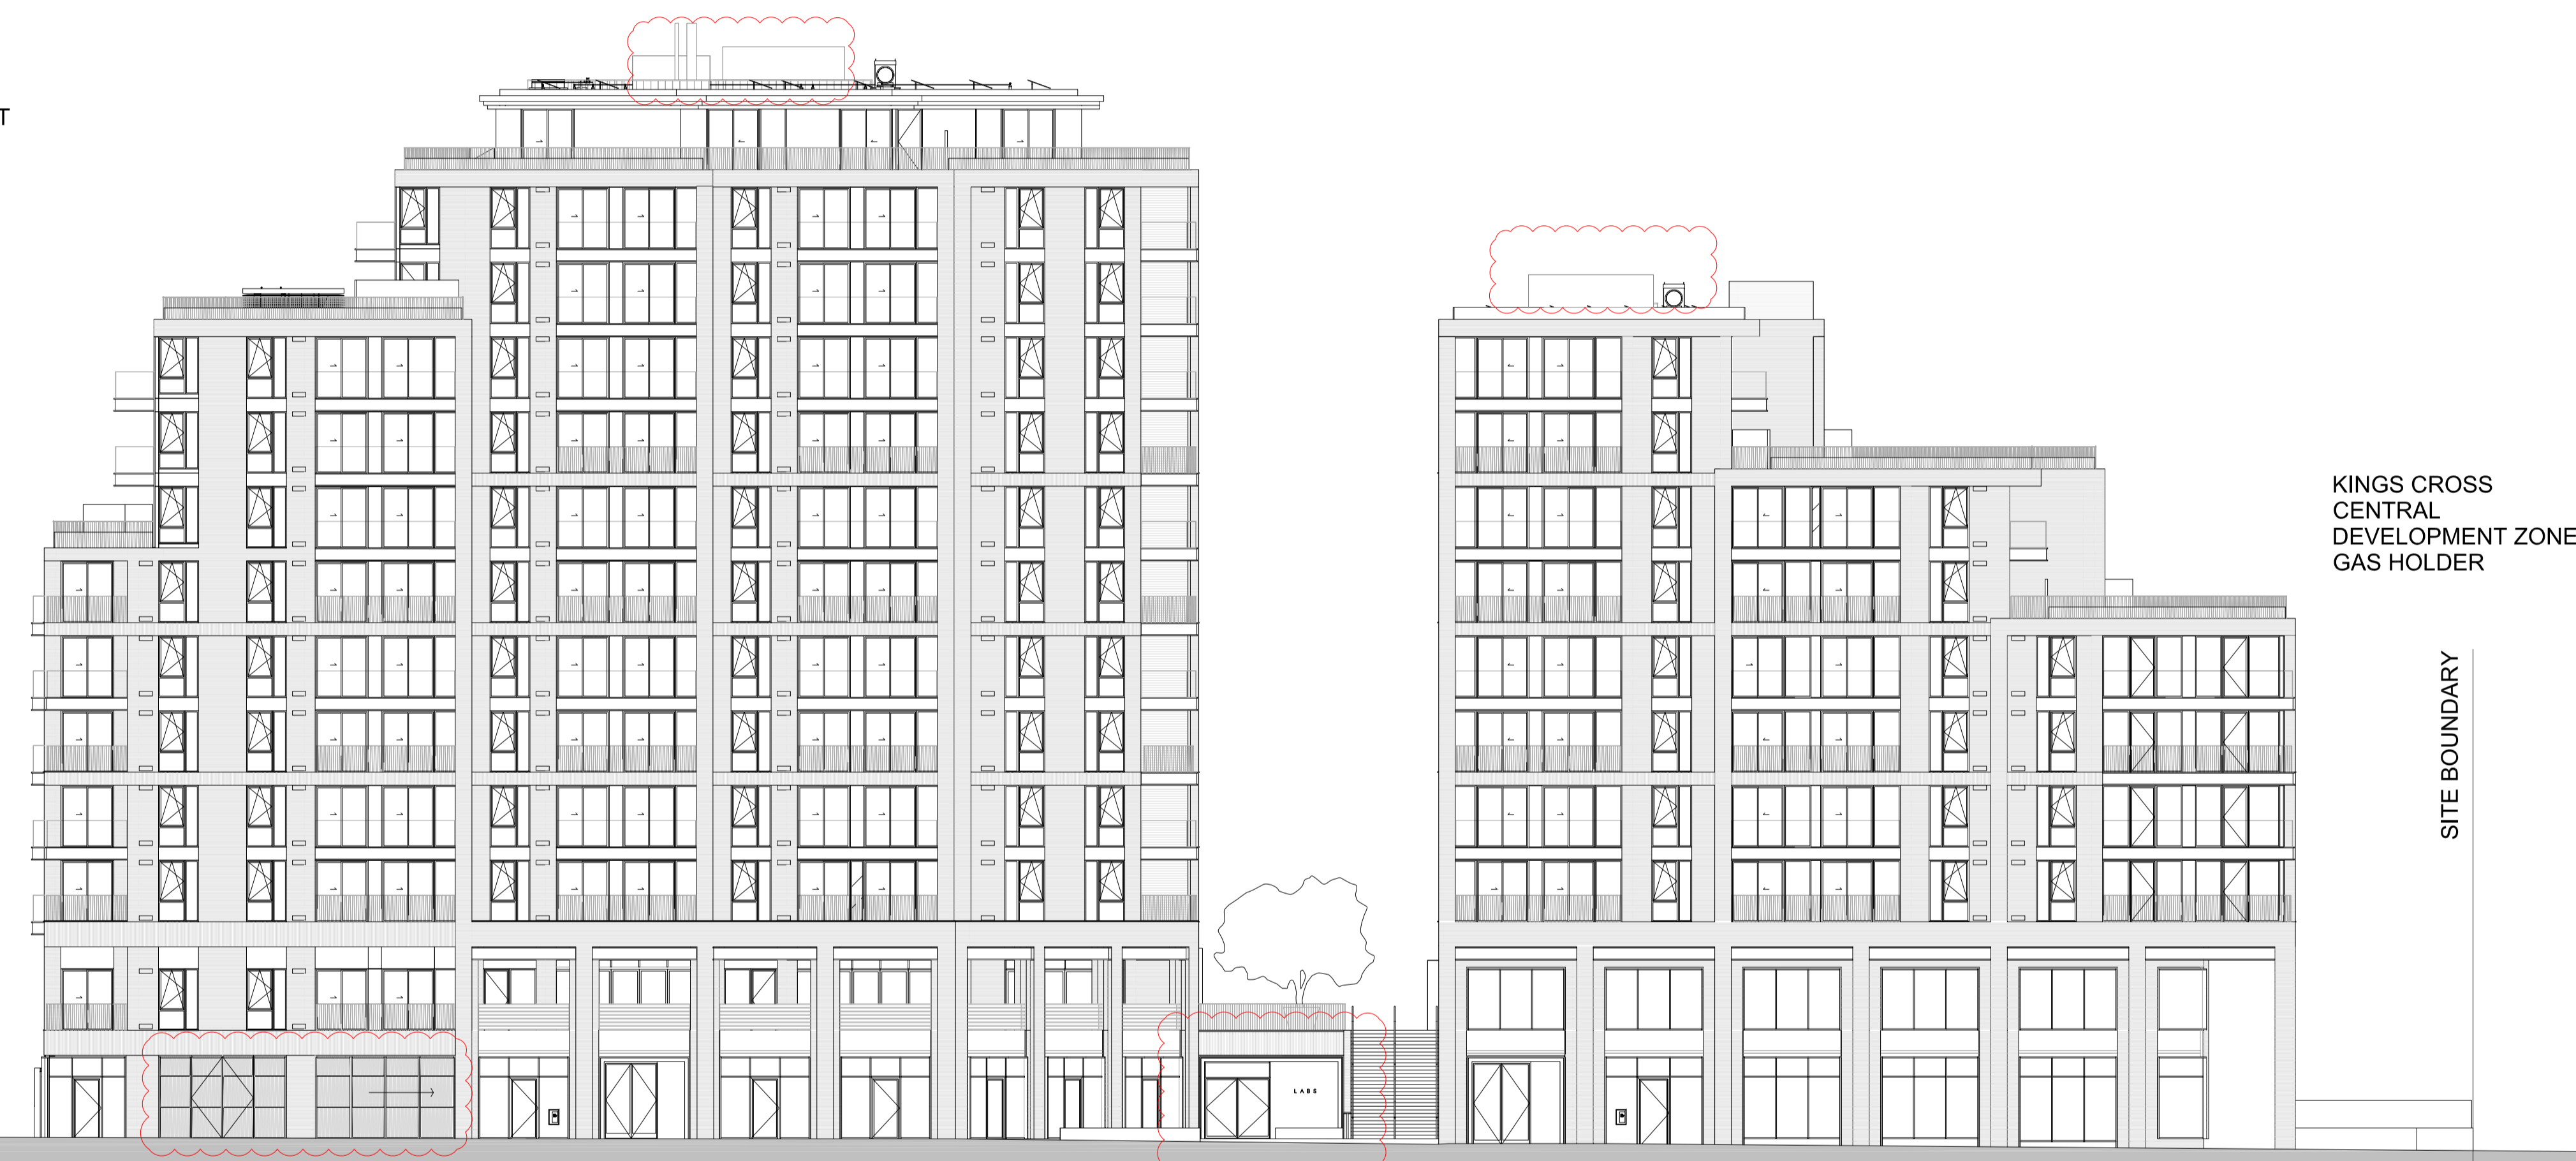 T
KINGS CROSS
CENTRAL
DEVELOPMENT ZONE
GAS HOLDER
SITE BOUNDARY
LABS